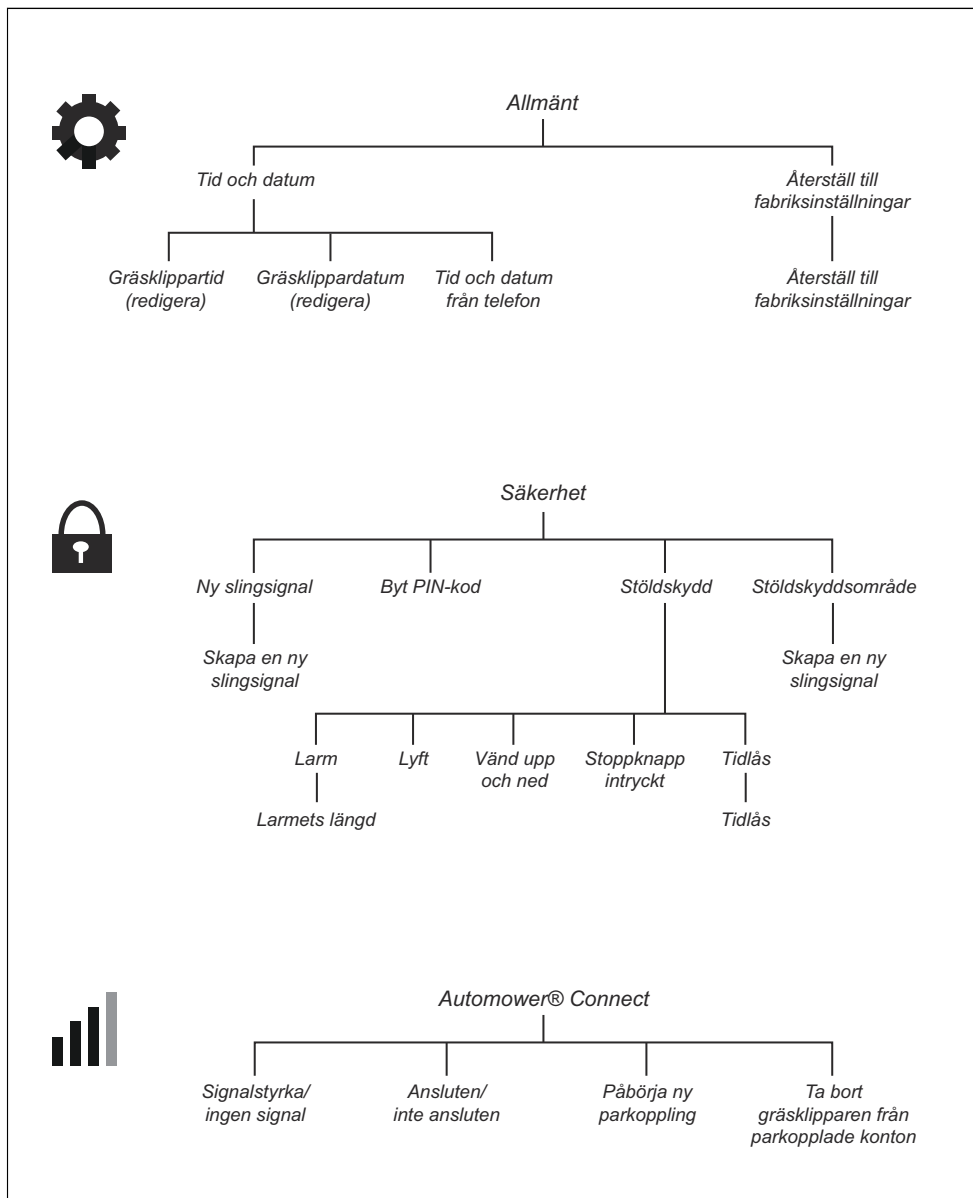 Allmänt
Tid och datum
Återställ till
fabriksinställningar
Gräsklippartid
(redigera)
Gräsklippardatum
(redigera)
Tid och datum
från telefon
Återställ till
fabriksinställningar
Säkerhet
Ny slingsignal
Byt PIN-kod
Stöldskydd
Stöldskyddsområde
Skapa en ny
slingsignal
Skapa en ny
slingsignal
Larm
Lyft
Vänd upp
och ned
Stoppknapp
intryckt
Tidlås
Larmets längd
Tidlås
Automower® Connect
Signalstyrka/
ingen signal
Ansluten/
inte ansluten
Påbörja ny
parkoppling
Ta bort
gräsklipparen från
parkopplade konton